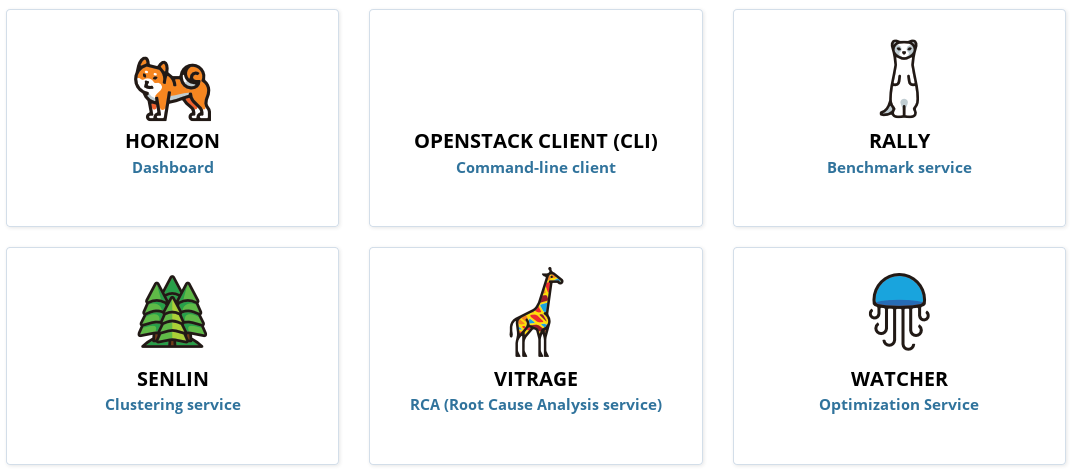 HORIZON
Dashboard
OPENSTACK CLIENT (CLI)
Command-line client
RALLY
Benchmark service
SENLIN
Clustering service
VITRAGE
RCA (Root Cause Analysis service)
WATCHER
Optimization Service